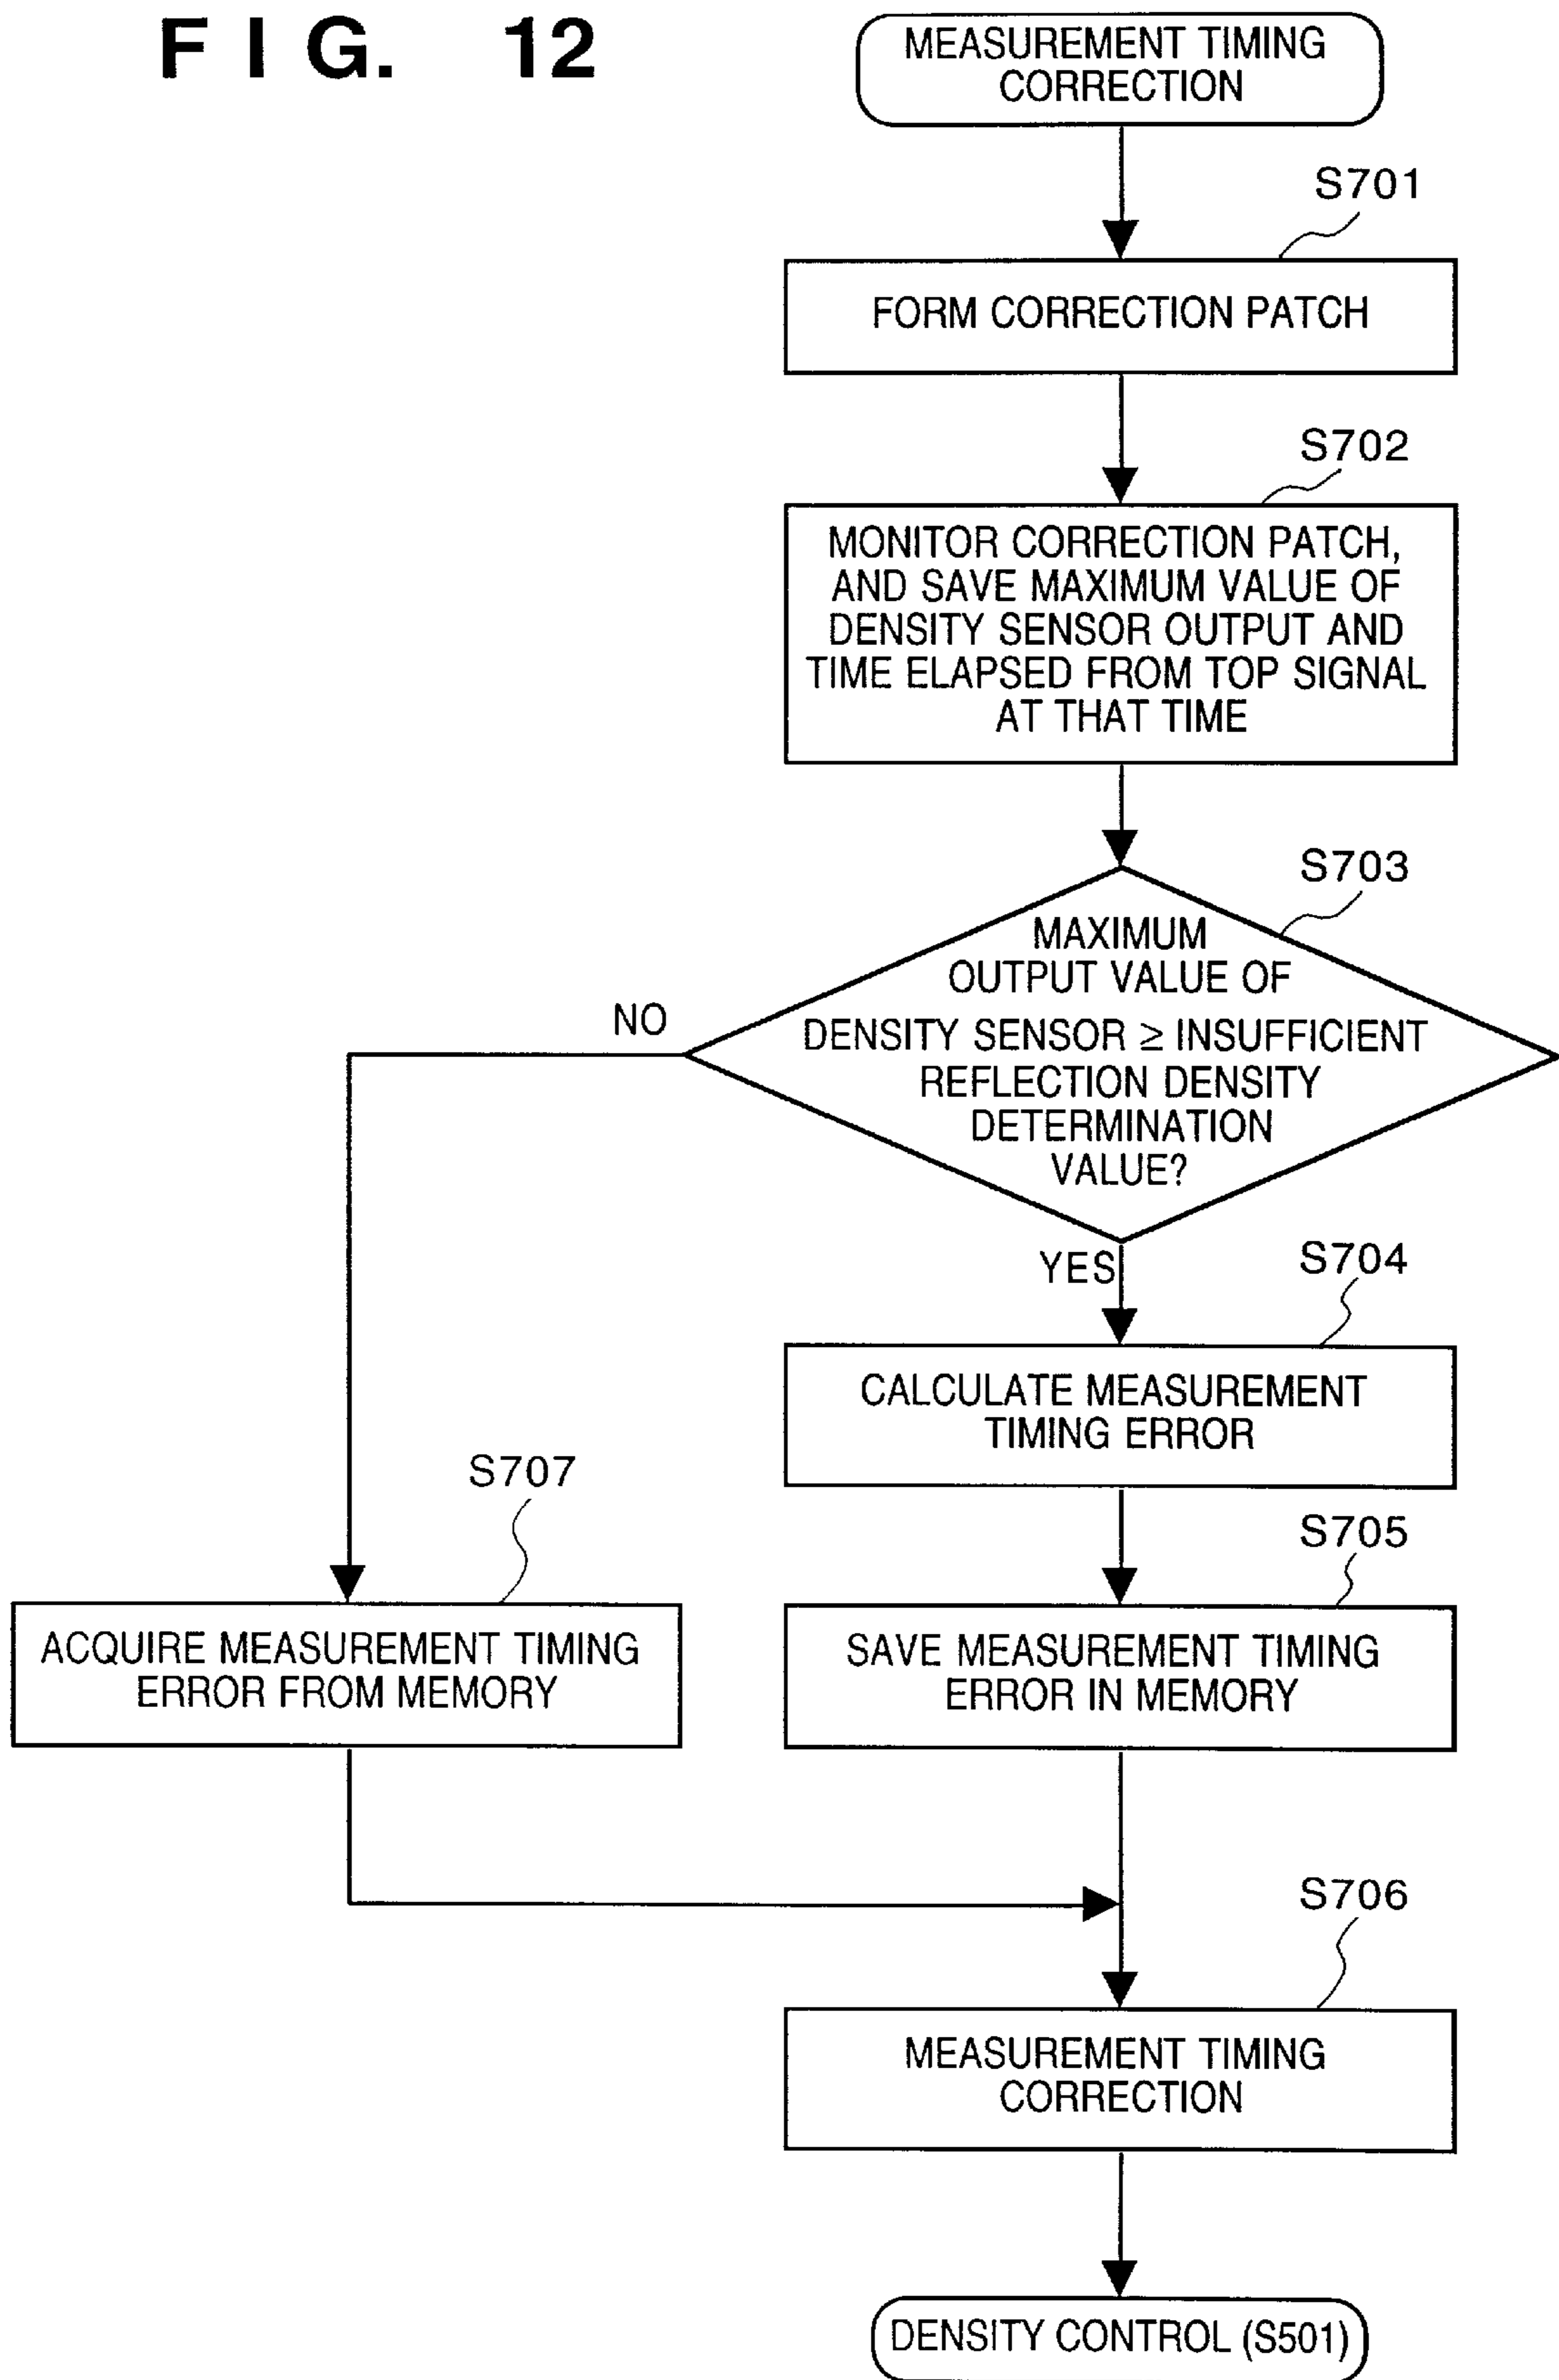 FIG. 12
MEASUREMENT TIMING
CORRECTION
S701
FORM CORRECTION PATCH
S702
MONITOR CORRECTION PATCH,
AND SAVE MAXIMUM VALUE OF
DENSITY SENSOR OUTPUT AND
TIME ELAPSED FROM TOP SIGNAL
AT THAT TIME
S703
MAXIMUM
OUTPUT VALUE OF
DENSITY SENSOR ≥ INSUFFICIENT
REFLECTION DENSITY
DETERMINATION
VALUE?
NO
YES
S704
CALCULATE MEASUREMENT
TIMING ERROR
S707
ACQUIRE MEASUREMENT TIMING
ERROR FROM MEMORY
S705
SAVE MEASUREMENT TIMING
ERROR IN MEMORY
S706
MEASUREMENT TIMING
CORRECTION
DENSITY CONTROL (S501)